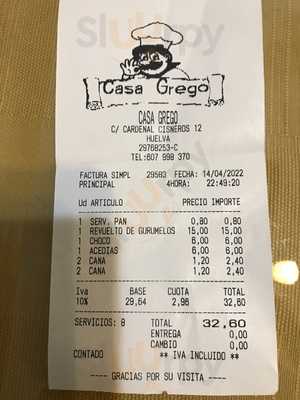 Casa Grego
CASA GREGO
C/ CARDENAL CISNEROS 12
HUELVA
29768253-C
TEL:607 998 370
FACTURA SIMPL 29583 FECHA: 14/04/2022
PRINCIPAL 4HORA: 22:49:20
Ud ARTICULO PRECIO IMPORTE
1 SERV. PAN 0,80 0,80
1 REVUELTO DE GURUMELOS 15,00 15,00
1 CHOCO 6,00 6,00
1 ACEDIAS 6,00 6,00
2 CANA 1,20 2,40
2 CANA 1,20 2,40
Iva BASE CUOTA TOTAL
10% 29,64 2,96 32,60
SERVICIOS: 8 TOTAL 32,60
ENTREGA 0,00
CAMBIO 0,00
CONTADO ** IVA INCLUIDO **
---- GRACIAS POR SU VISITA ----